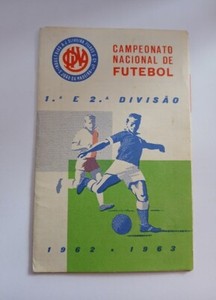 CAMPEONATO
NACIONAL DE
FUTEBOL
1.ª E 2.ª DIVISÃO
1962 • 1963